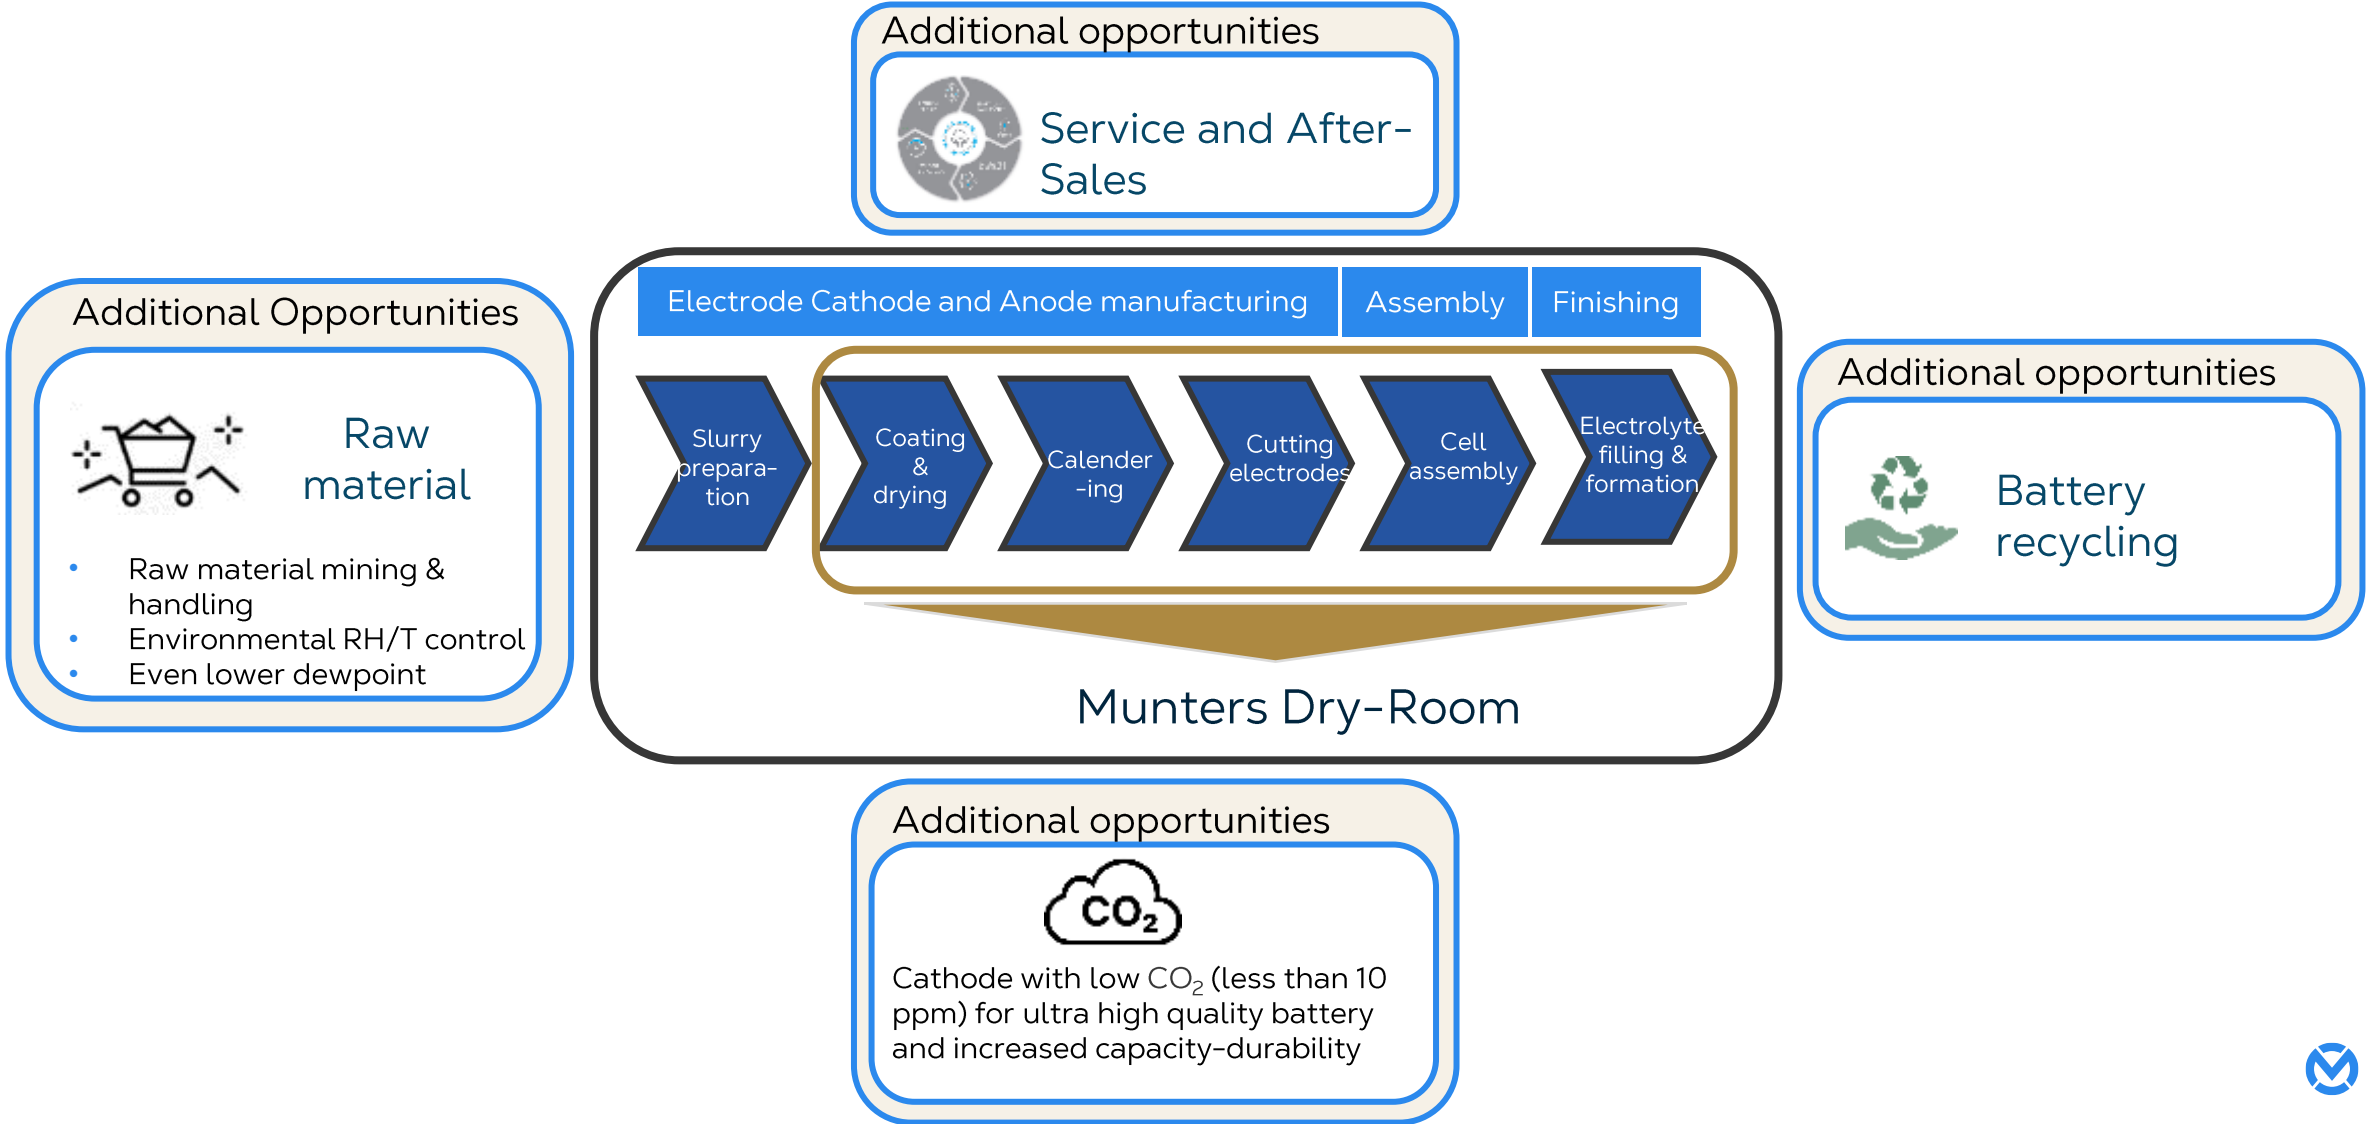 Additional opportunities
Service and After-
Sales
Additional Opportunities
Raw
material
• Raw material mining &
handling
• Environmental RH/T control
• Even lower dewpoint
Electrode Cathode and Anode manufacturing
Assembly
Finishing
Slurry
prepara-
tion
Coating
&
drying
Calender
-ing
Cutting
electrodes
Cell
assembly
Electrolyte
filling &
formation
Munters Dry-Room
Additional opportunities
Battery
recycling
Additional opportunities
CO₂
Cathode with low CO₂ (less than 10
ppm) for ultra high quality battery
and increased capacity-durability